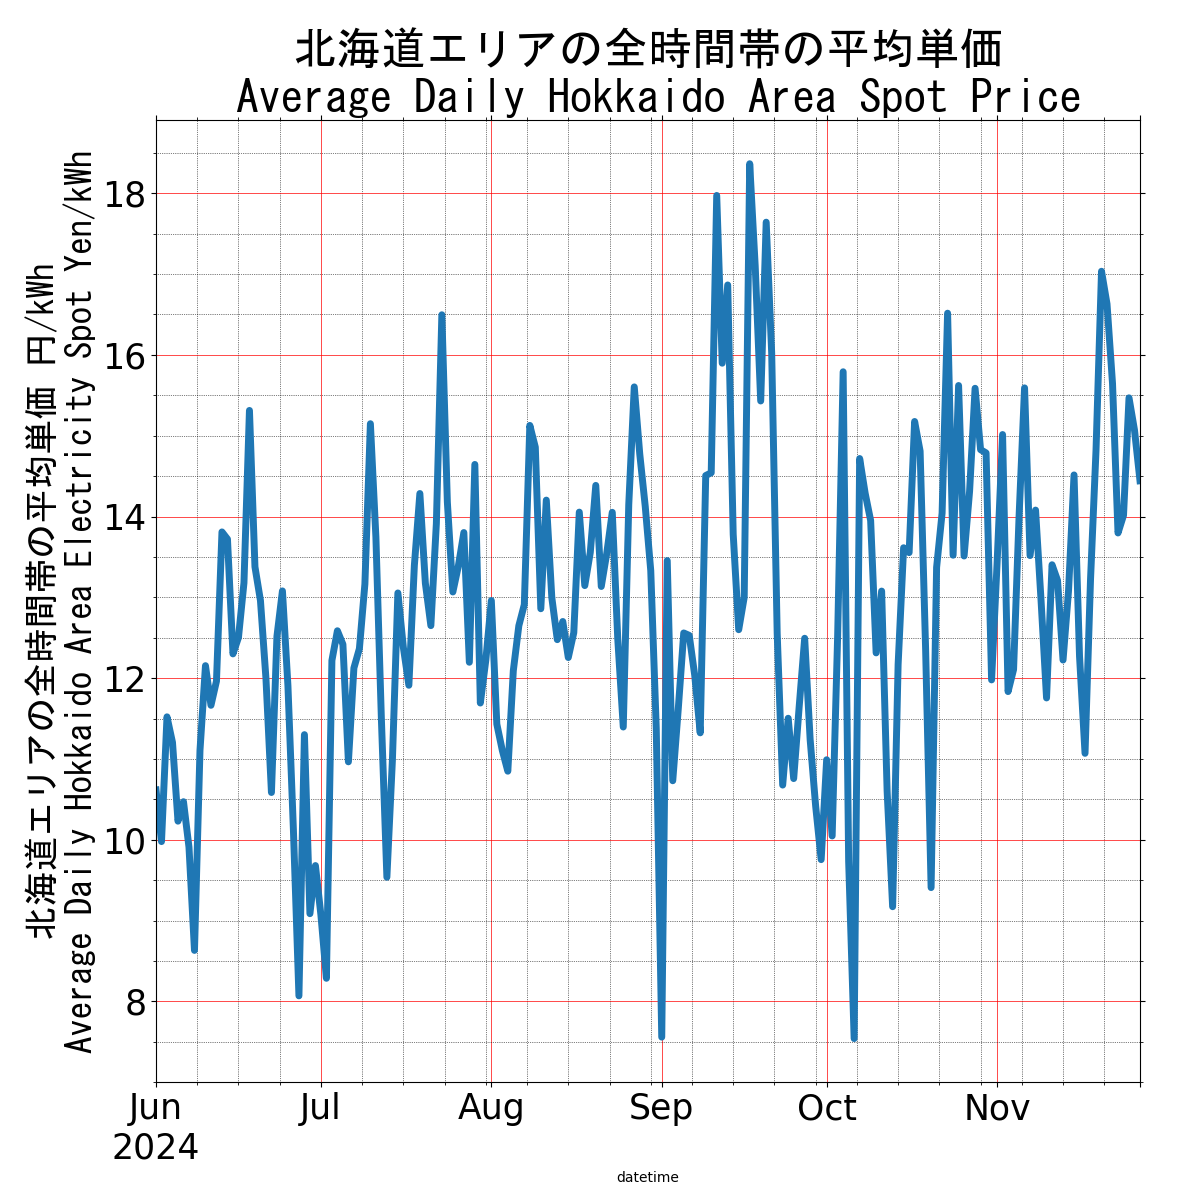 北海道エリアの全時間帯の平均単価
Average Daily Hokkaido Area Spot Price
北海道エリアの全時間帯の平均単価 円/kWh
Average Daily Hokkaido Area Electricity Spot Yen/kWh
18
16
14
12
10
8
Jun Jul Aug Sep Oct Nov
2024
datetime